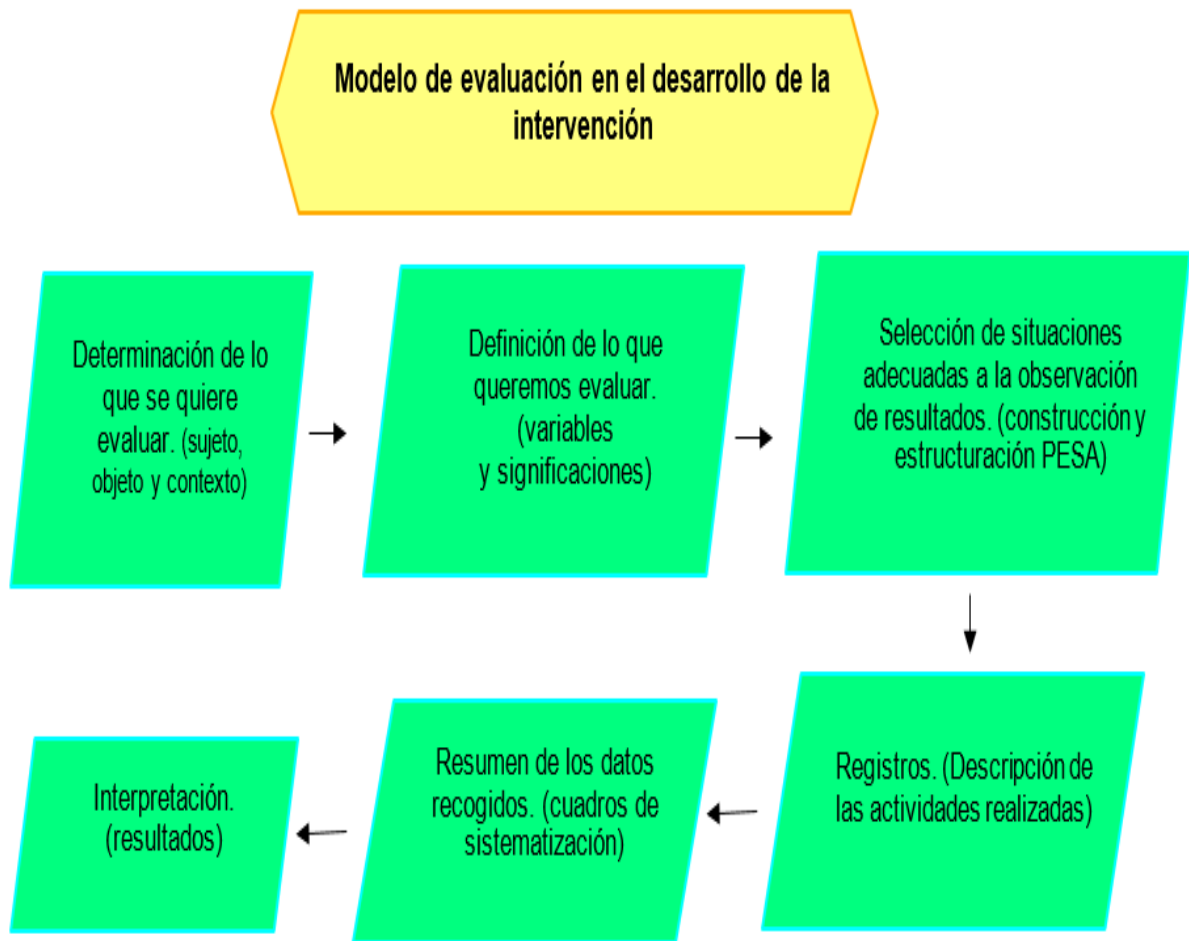 Modelo de evaluación en el desarrollo de la
intervención
Determinación de lo
que se quiere
evaluar. (sujeto,
objeto y contexto)
Definición de lo que
queremos evaluar.
(variables
y significaciones)
Selección de situaciones
adecuadas a la observación
de resultados. (construcción y
estructuración PESA)
Registros. (Descripción de
las actividades realizadas)
Resumen de los datos
recogidos. (cuadros de
sistematización)
Interpretación.
(resultados)